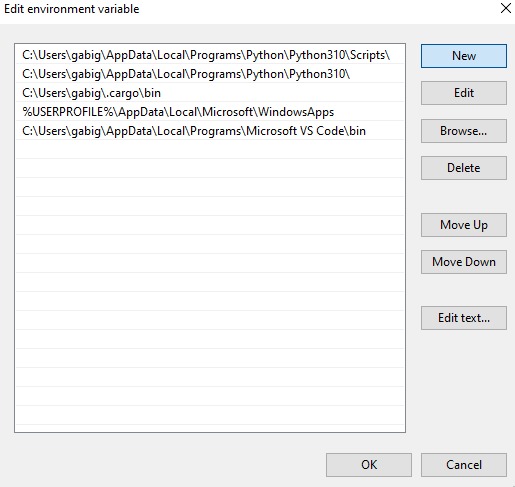 Edit environment variable
C:\Users\gabig\AppData\Local\Programs\Python\Python310\Scripts\
C:\Users\gabig\AppData\Local\Programs\Python\Python310\
C:\Users\gabig\.cargo\bin
%USERPROFILE%\AppData\Local\Microsoft\WindowsApps
C:\Users\gabig\AppData\Local\Programs\Microsoft VS Code\bin
New
Edit
Browse...
Delete
Move Up
Move Down
Edit text...
OK
Cancel